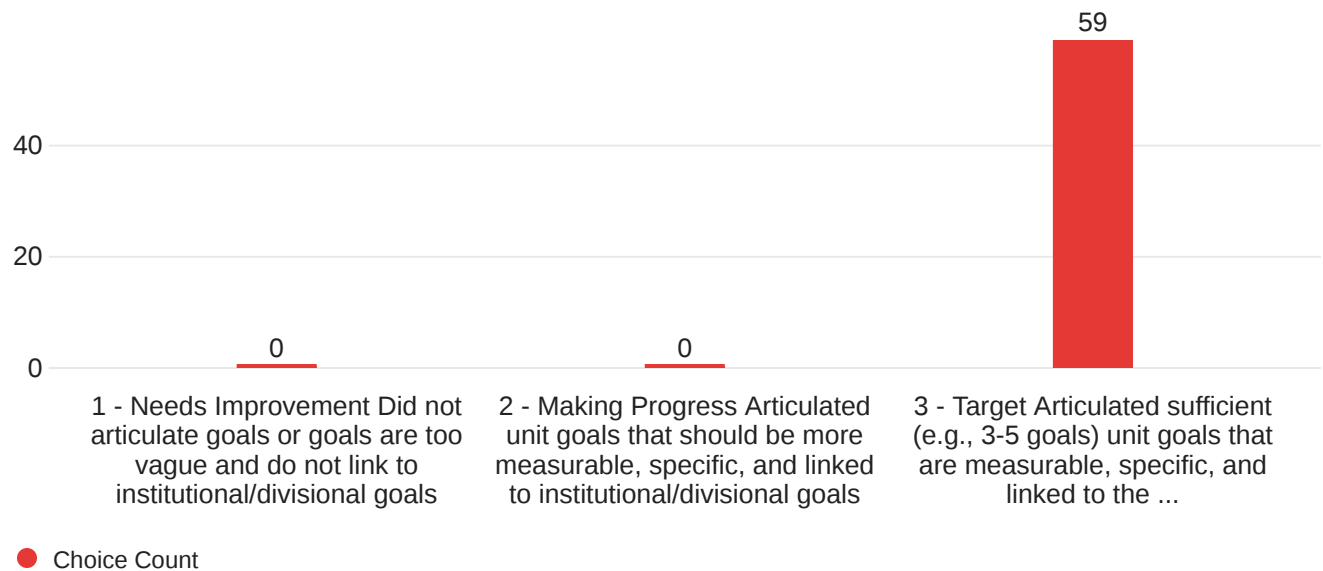 59
40
20
0
0
0
1 - Needs Improvement Did not
articulate goals or goals are too
vague and do not link to
institutional/divisional goals
2 - Making Progress Articulated
unit goals that should be more
measurable, specific, and linked
to institutional/divisional goals
3 - Target Articulated sufficient
(e.g., 3-5 goals) unit goals that
are measurable, specific, and
linked to the ...
Choice Count